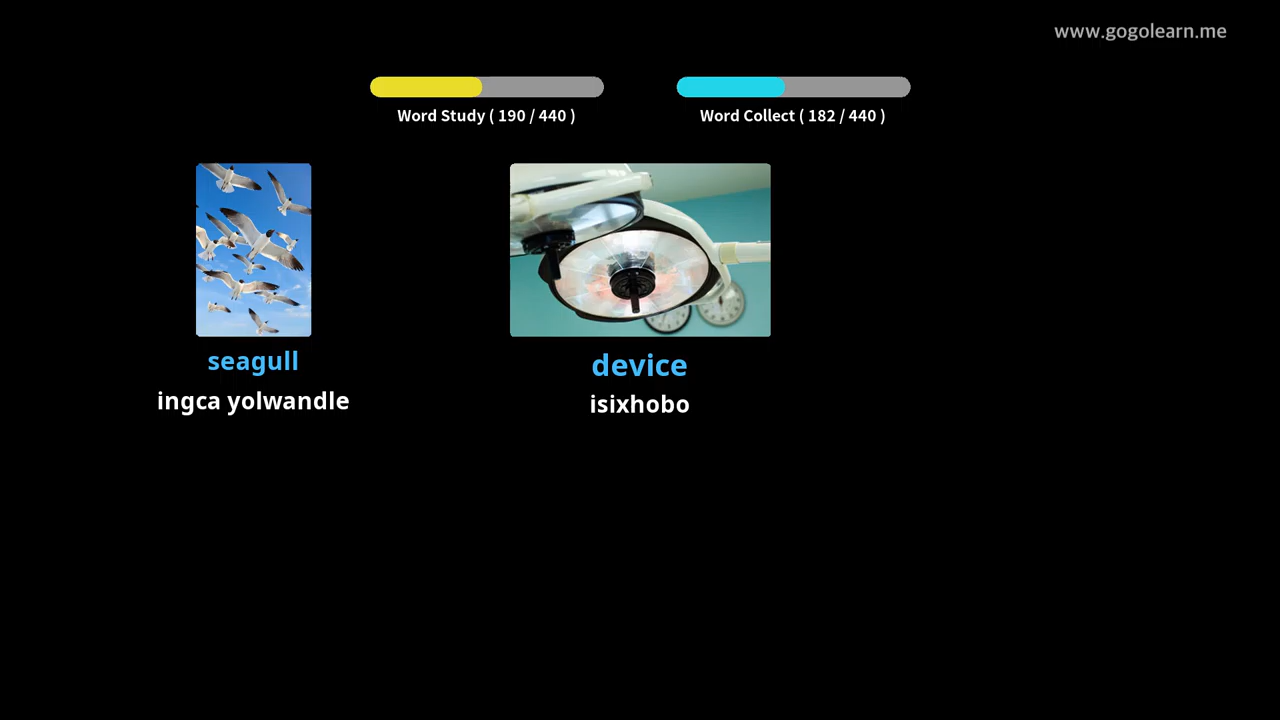 www.gogolearn.me
Word Study ( 190 / 440 )
Word Collect ( 182 / 440 )
seagull
ingca yolwandle
device
isixhobo